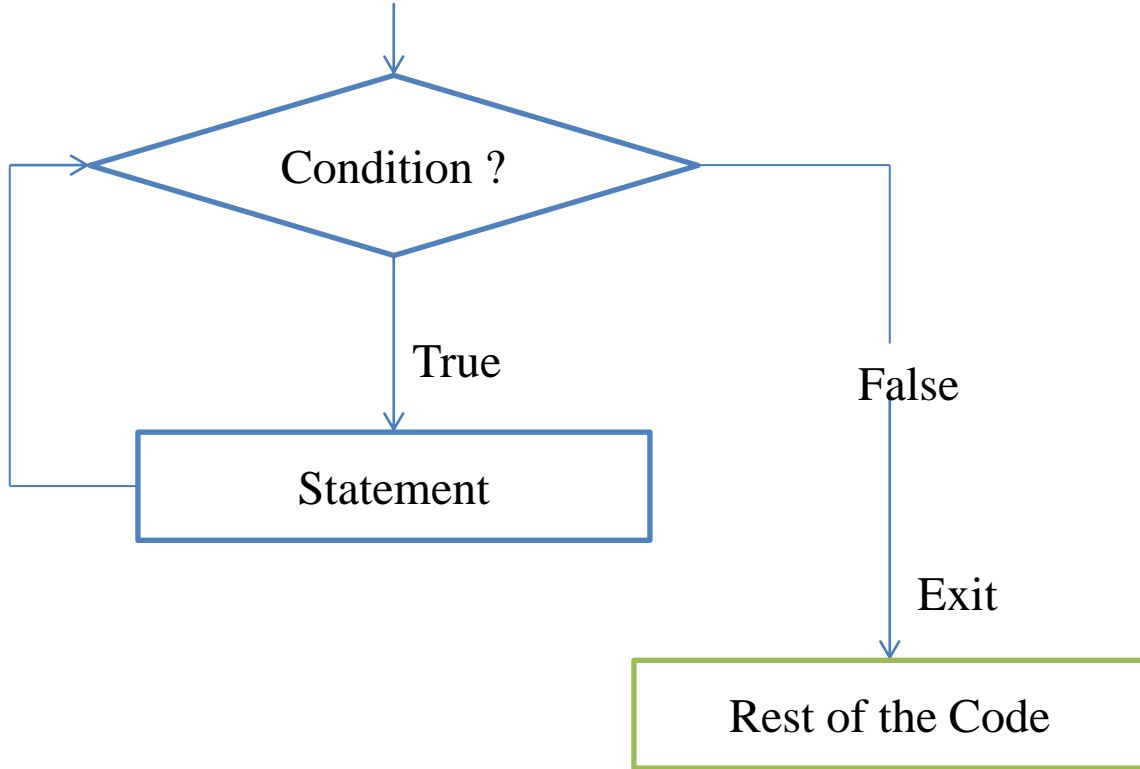 Condition ?
True
False
Statement
Exit
Rest of the Code